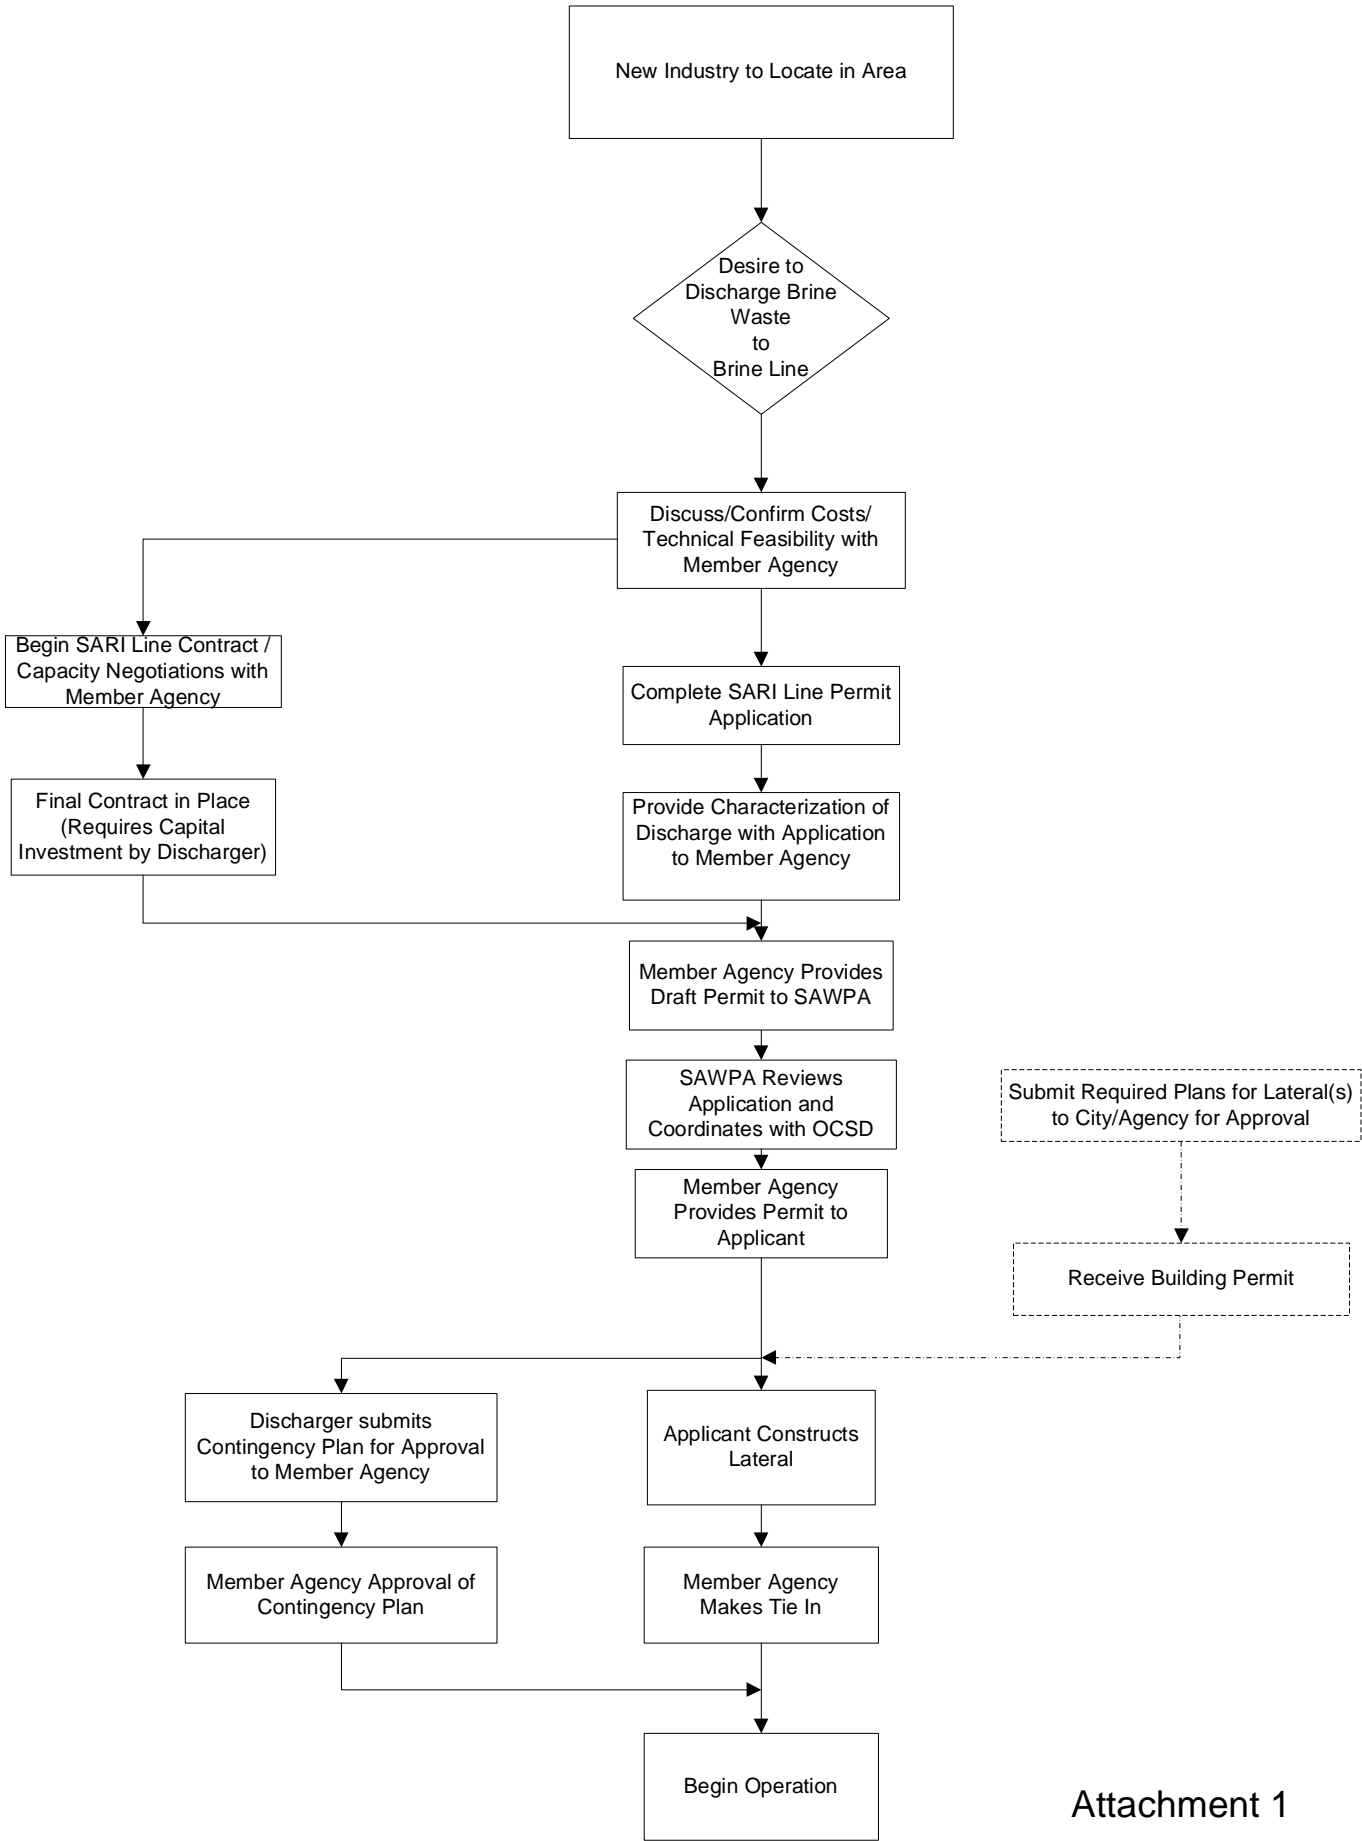 New Industry to Locate in Area
Desire to
Discharge Brine
Waste
to
Brine Line
Discuss/Confirm Costs/
Technical Feasibility with
Member Agency
Begin SARI Line Contract /
Capacity Negotiations with
Member Agency
Complete SARI Line Permit
Application
Final Contract in Place
(Requires Capital
Investment by Discharger)
Provide Characterization of
Discharge with Application
to Member Agency
Member Agency Provides
Draft Permit to SAWPA
SAWPA Reviews
Application and
Coordinates with OCSD
Submit Required Plans for Lateral(s)
to City/Agency for Approval
Member Agency
Provides Permit to
Applicant
Receive Building Permit
Discharger submits
Contingency Plan for Approval
to Member Agency
Applicant Constructs
Lateral
Member Agency Approval of
Contingency Plan
Member Agency
Makes Tie In
Begin Operation
Attachment 1